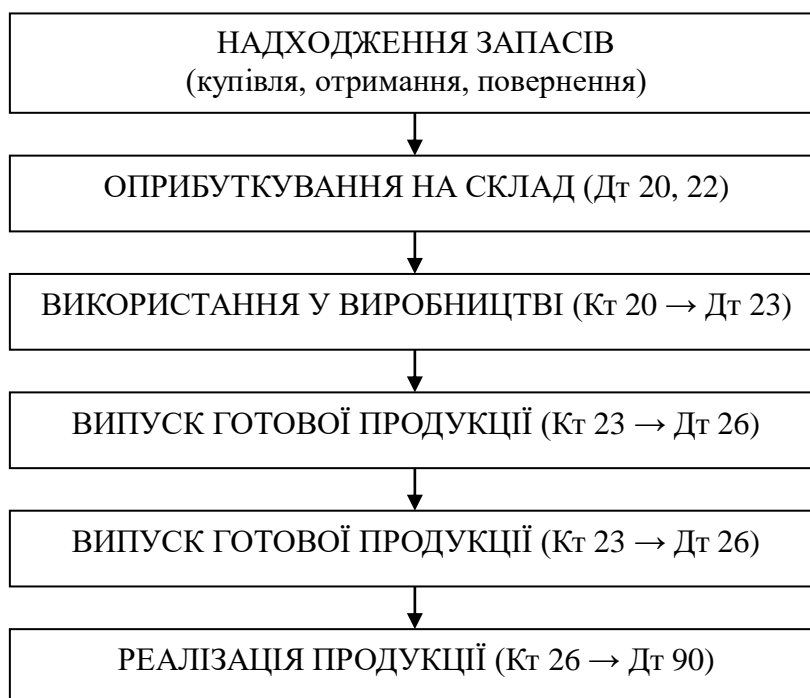 НАДХОДЖЕННЯ ЗАПАСІВ
(купівля, отримання, повернення)
ОПРИБУТКУВАННЯ НА СКЛАД (Дт 20, 22)
ВИКОРИСТАННЯ У ВИРОБНИЦТВІ (Кт 20 → Дт 23)
ВИПУСК ГОТОВОЇ ПРОДУКЦІЇ (Кт 23 → Дт 26)
ВИПУСК ГОТОВОЇ ПРОДУКЦІЇ (Кт 23 → Дт 26)
РЕАЛІЗАЦІЯ ПРОДУКЦІЇ (Кт 26 → Дт 90)